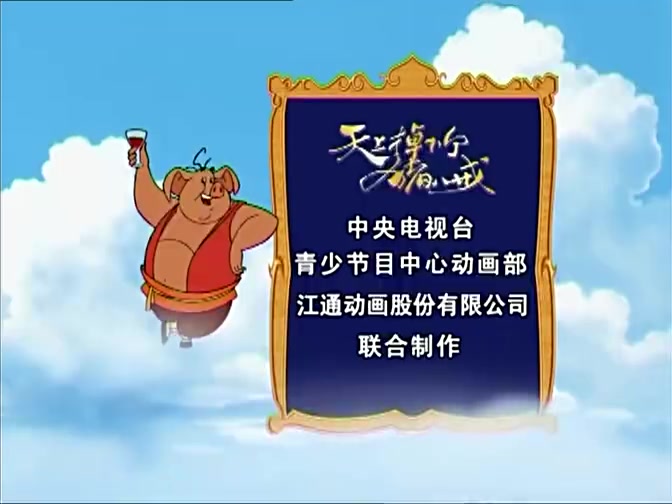 天上掉下个
猪八戒
中央电视台
青少节目中心动画部
江通动画股份有限公司
联合制作